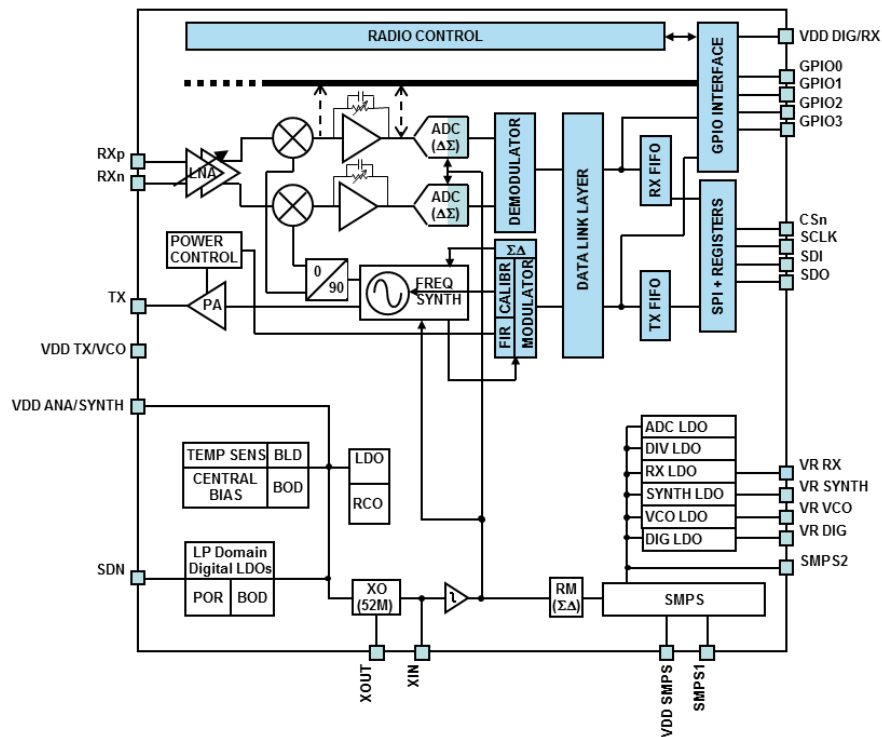 RADIO CONTROL
VDD DIG/RX
GPIO INTERFACE
GPIO0
GPIO1
GPIO2
GPIO3
RXp
RXn
LNA
ADC
(ΔΣ)
ADC
(ΔΣ)
DEMODULATOR
DATA LINK LAYER
RX FIFO
TX FIFO
SPI + REGISTERS
CSn
SCLK
SDI
SDO
POWER
CONTROL
TX
PA
0
90
FREQ
SYNTH
ΣΔ
CALIBR
FIR
MODULATOR
VDD TX/VCO
VDD ANA/SYNTH
TEMP SENS
BLD
CENTRAL
BIAS
BOD
LDO
RCO
ADC LDO
DIV LDO
RX LDO
SYNTH LDO
VCO LDO
DIG LDO
VR RX
VR SYNTH
VR VCO
VR DIG
SMPS2
SDN
LP Domain
Digital LDOs
POR
BOD
XO
(52M)
RM
(ΣΔ)
SMPS
XOUT
XIN
VDD SMPS
SMPS1